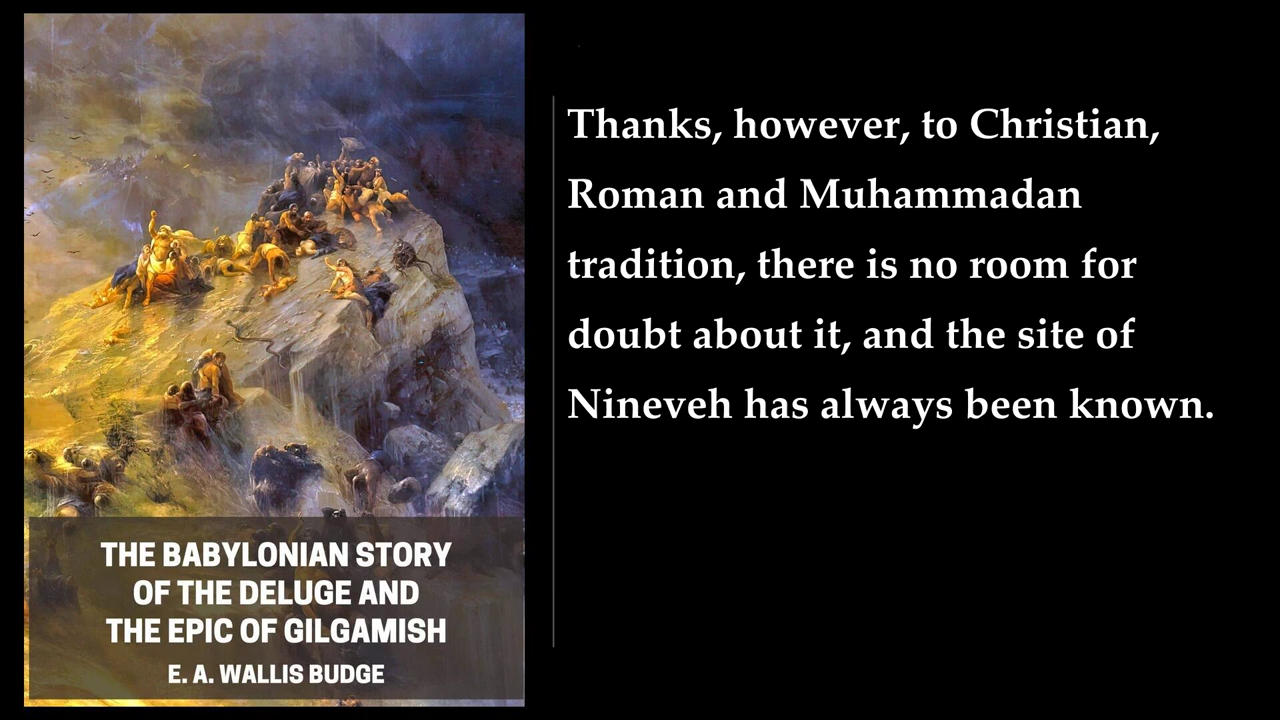 Thanks, however, to Christian,
Roman and Muhammadan
tradition, there is no room for
doubt about it, and the site of
Nineveh has always been known.
THE BABYLONIAN STORY
OF THE DELUGE AND
THE EPIC OF GILGAMISH
E. A. WALLIS BUDGE